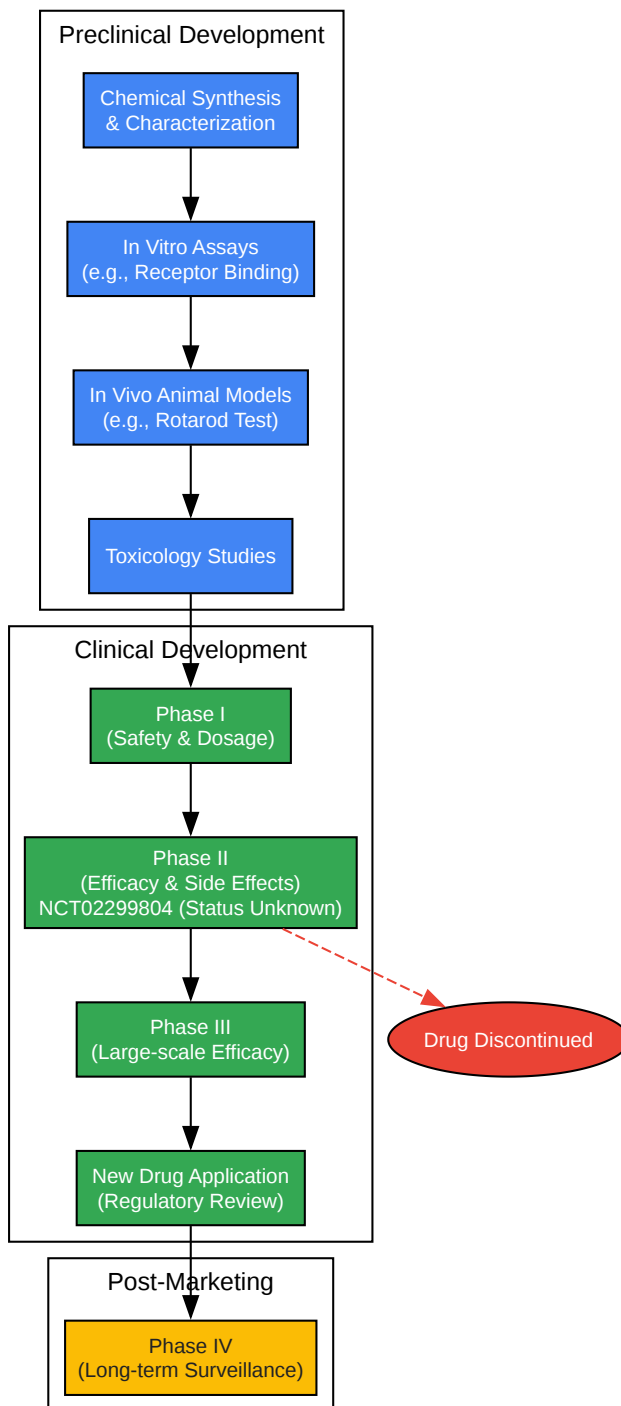 Preclinical Development
Chemical Synthesis
& Characterization
In Vitro Assays
(e.g., Receptor Binding)
In Vivo Animal Models
(e.g., Rotarod Test)
Toxicology Studies
Clinical Development
Phase I
(Safety & Dosage)
Phase II
(Efficacy & Side Effects)
NCT02299804 (Status Unknown)
Phase III
(Large-scale Efficacy)
Drug Discontinued
New Drug Application
(Regulatory Review)
Post-Marketing
Phase IV
(Long-term Surveillance)